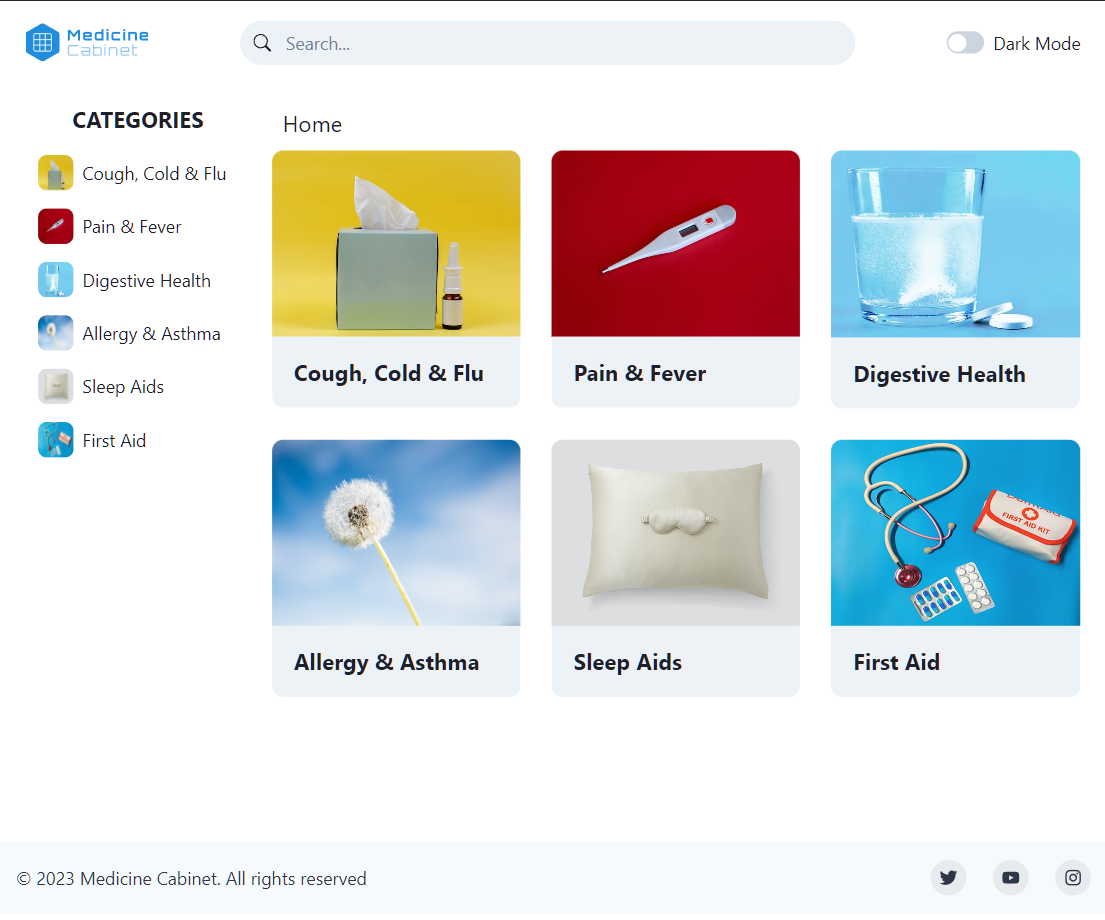 Medicine
Cabinet
Search...
Dark Mode
CATEGORIES
Cough, Cold & Flu
Pain & Fever
Digestive Health
Allergy & Asthma
Sleep Aids
First Aid
Home
Cough, Cold & Flu
Pain & Fever
Digestive Health
FIRST AID KIT
Allergy & Asthma
Sleep Aids
First Aid
© 2023 Medicine Cabinet. All rights reserved